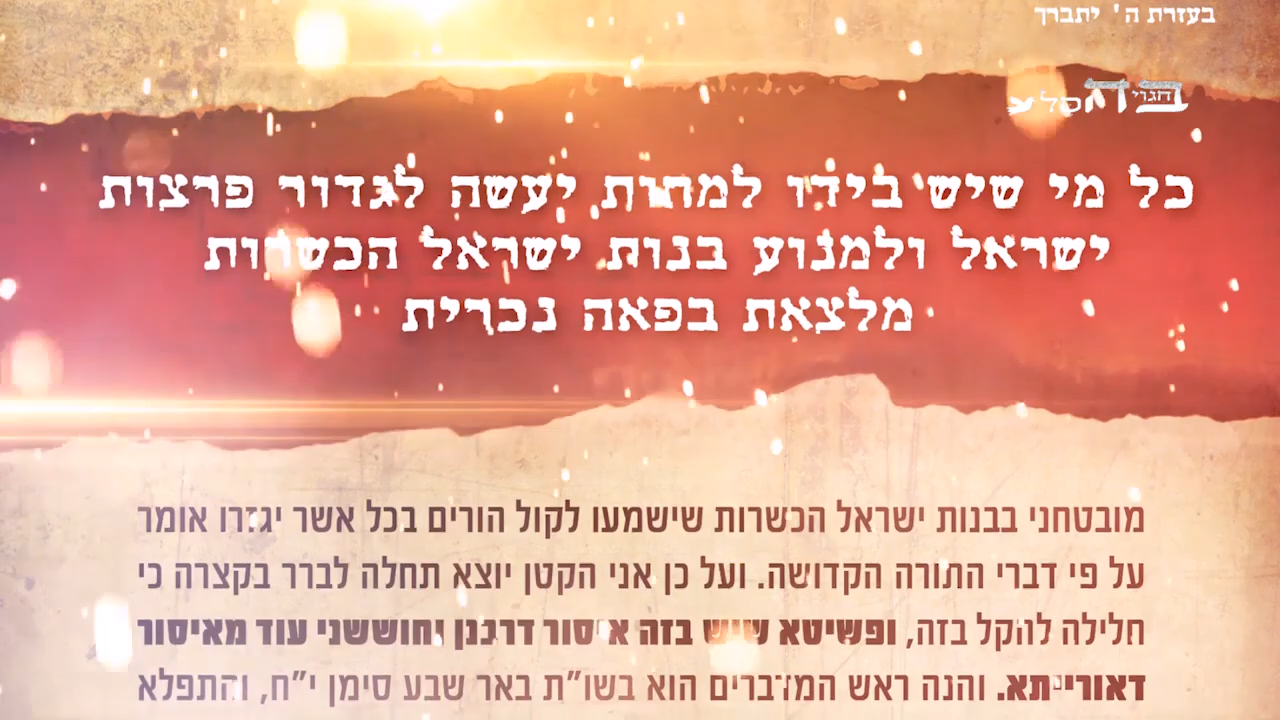 בעזרת ה' יתברך
בחגוי הסלע
כל מי שיש בידו למחות יעשה לגדור פרצות
ישראל ולמנוע בנות ישראל הכשרות
מלצאת בפאה נכרית
מובטחני בבנות ישראל הכשרות שישמעו לקול הורים בכל אשר יגזרו אומר
על פי דברי התורה הקדושה. ועל כן אני הקטן יוצא תחלה לברר בקצרה כי
חלילה להקל בזה, ופשיטא שיש בזה איסור דרבנן וחוששני עוד מאיסור
דאורייתא. והנה ראש המדברים הוא בשו"ת באר שבע סימן י"ח, והתפלא